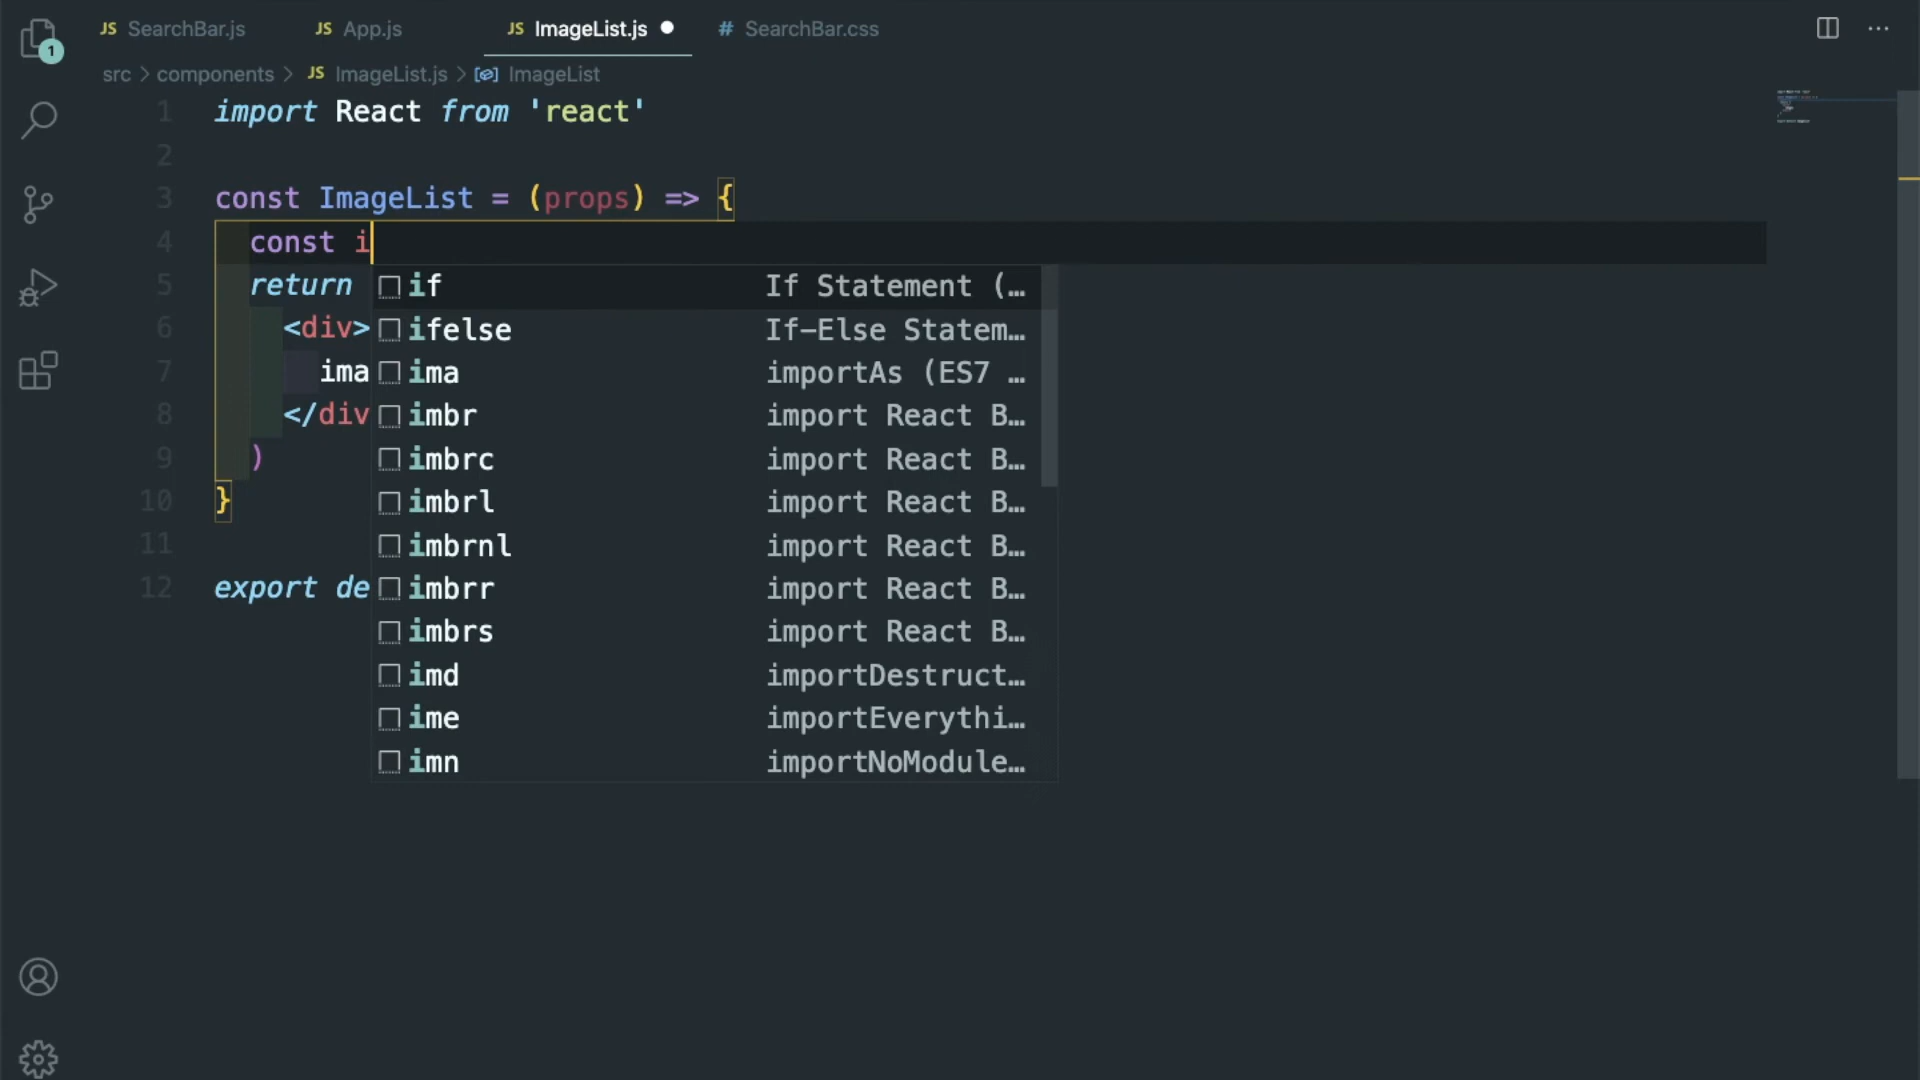 JS SearchBar.js JS App.js JS ImageList.js # SearchBar.css
1
src > components > JS ImageList.js > ImageList
1 import React from 'react'
2
3 const ImageList = (props) => {
4 const i
5 return
6 <div>
7 ima
8 </div
9 )
10 }
11
12 export de
if If Statement (…
ifelse If-Else Statem…
ima importAs (ES7 …
imbr import React B…
imbrc import React B…
imbrl import React B…
imbrnl import React B…
imbrr import React B…
imbrs import React B…
imd importDestruct…
ime importEverythi…
imn importNoModule…